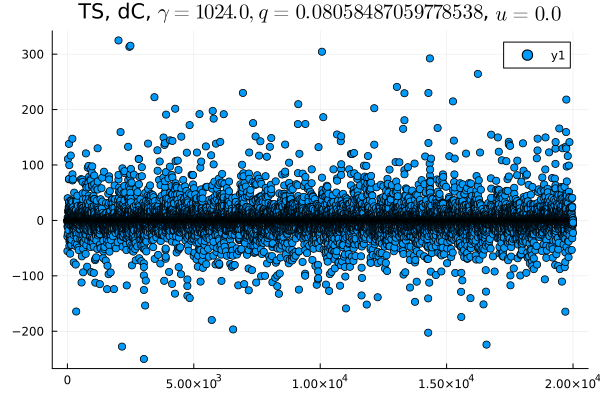 TS, dC, γ = 1024.0, q = 0.08058487059778538, u = 0.0
y1
300
200
100
0
−100
−200
0 5.00×10³ 1.00×10⁴ 1.50×10⁴ 2.00×10⁴